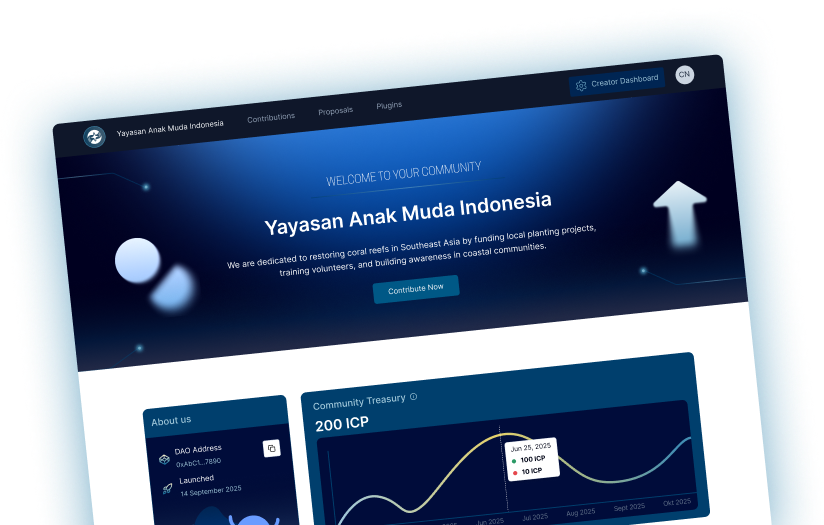 Yayasan Anak Muda Indonesia
Contributions
Proposals
Plugins
Creator Dashboard
CN
WELCOME TO YOUR COMMUNITY
Yayasan Anak Muda Indonesia
We are dedicated to restoring coral reefs in Southeast Asia by funding local planting projects,
training volunteers, and building awareness in coastal communities.
Contribute Now
About us
DAO Address
0xAbC1...7890
Launched
14 September 2025
Community Treasury
200 ICP
Jun 25, 2025
100 ICP
10 ICP
2025
Jun 2025
Jul 2025
Aug 2025
Sept 2025
Okt 2025